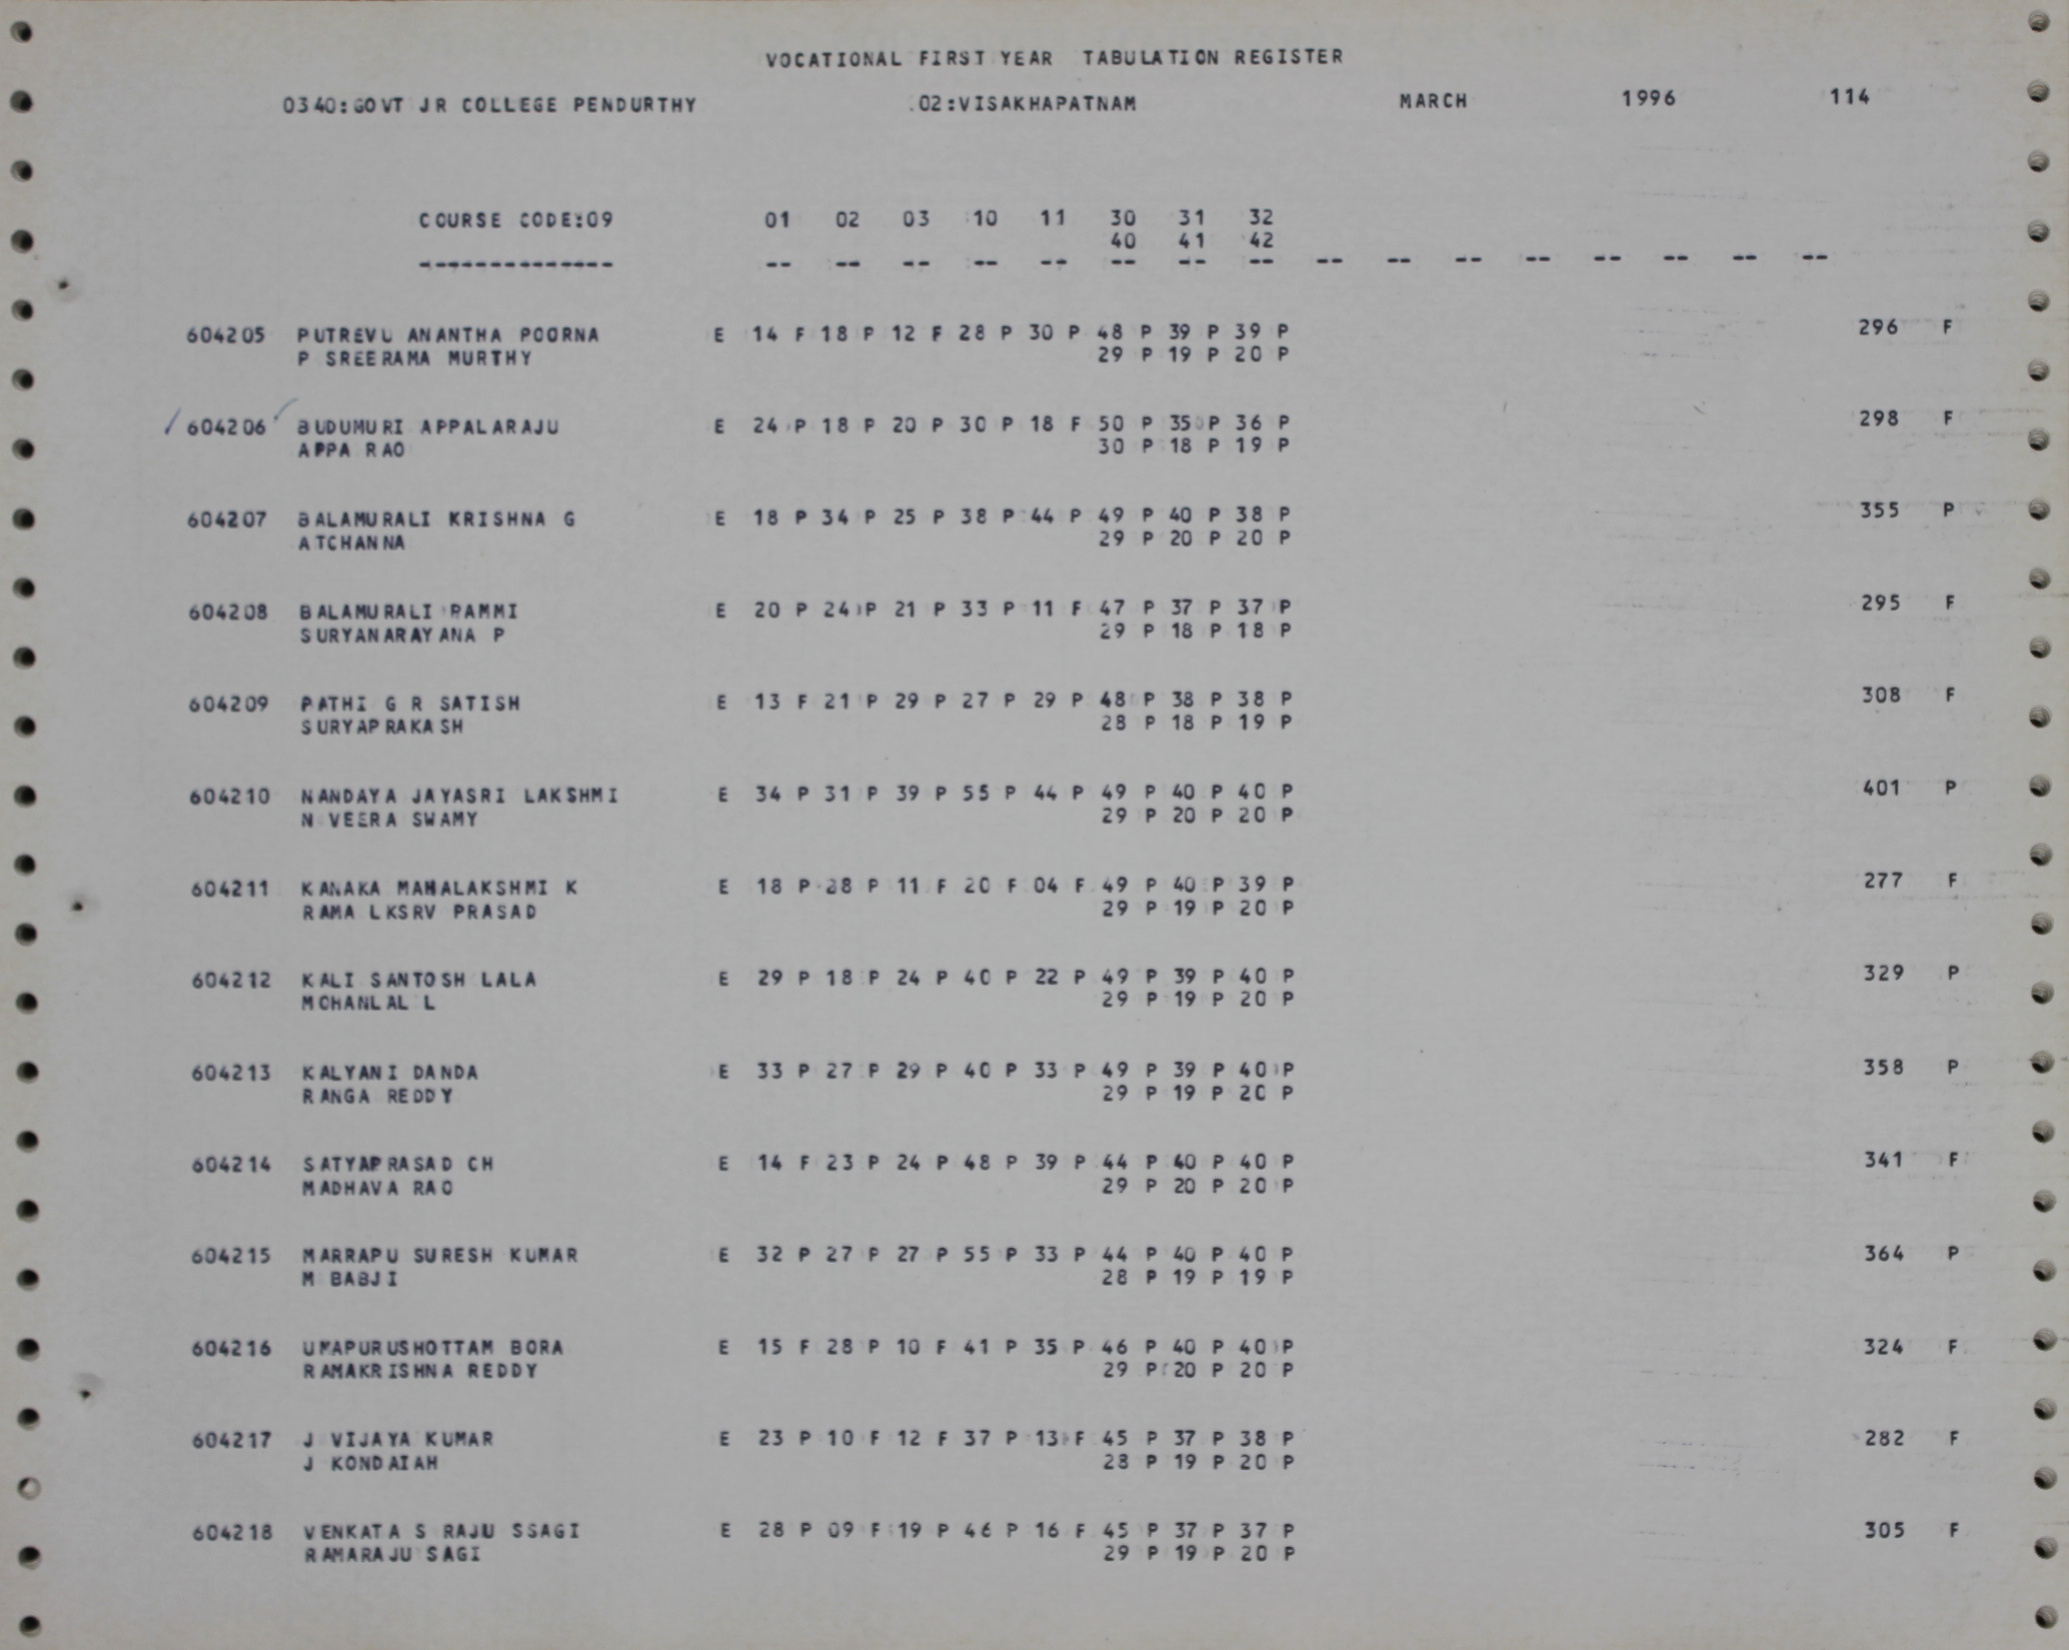 VOCATIONAL FIRST YEAR TABULATION REGISTER
0340:GOVT JR COLLEGE PENDURTHY 02:VISAKHAPATNAM MARCH 1996 114
COURSE CODE:09 01 02 03 10 11 30 31 32
40 41 42
-------------- -- -- -- -- -- -- -- -- -- -- -- -- -- -- -- --
604205 PUTREVU ANANTHA POORNA E 14 F 18 P 12 F 28 P 30 P 48 P 39 P 39 P 296 F
P SREERAMA MURTHY 29 P 19 P 20 P
604206 BUDUMURI APPALARAJU E 24 P 18 P 20 P 30 P 18 F 50 P 35 P 36 P 298 F
APPA RAO 30 P 18 P 19 P
604207 BALAMURALI KRISHNA G E 18 P 34 P 25 P 38 P 44 P 49 P 40 P 38 P 355 P
ATCHANNA 29 P 20 P 20 P
604208 BALAMURALI RAMMI E 20 P 24 P 21 P 33 P 11 F 47 P 37 P 37 P 295 F
SURYANARAYANA P 29 P 18 P 18 P
604209 PATHI G R SATISH E 13 F 21 P 29 P 27 P 29 P 48 P 38 P 38 P 308 F
SURYAPRAKASH 28 P 18 P 19 P
604210 NANDAYA JAYASRI LAKSHMI E 34 P 31 P 39 P 55 P 44 P 49 P 40 P 40 P 401 P
N VEERA SWAMY 29 P 20 P 20 P
604211 KANAKA MAHALAKSHMI K E 18 P 28 P 11 F 20 F 04 F 49 P 40 P 39 P 277 F
RAMA LKSRV PRASAD 29 P 19 P 20 P
604212 KALI SANTOSH LALA E 29 P 18 P 24 P 40 P 22 P 49 P 39 P 40 P 329 P
MOHANLAL L 29 P 19 P 20 P
604213 KALYANI DANDA E 33 P 27 P 29 P 40 P 33 P 49 P 39 P 40 P 358 P
RANGA REDDY 29 P 19 P 20 P
604214 SATYAPRASAD CH E 14 F 23 P 24 P 48 P 39 P 44 P 40 P 40 P 341 F
MADHAVA RAO 29 P 20 P 20 P
604215 MARRAPU SURESH KUMAR E 32 P 27 P 27 P 55 P 33 P 44 P 40 P 40 P 364 P
M BABJI 28 P 19 P 19 P
604216 UMAPURUSHOTTAM BORA E 15 F 28 P 10 F 41 P 35 P 46 P 40 P 40 P 324 F
RAMAKRISHNA REDDY 29 P 20 P 20 P
604217 J VIJAYA KUMAR E 23 P 10 F 12 F 37 P 13 F 45 P 37 P 38 P 282 F
J KONDAIAH 28 P 19 P 20 P
604218 VENKATA S RAJU SSAGI E 28 P 09 F 19 P 46 P 16 F 45 P 37 P 37 P 305 F
RAMARAJU SAGI 29 P 19 P 20 P